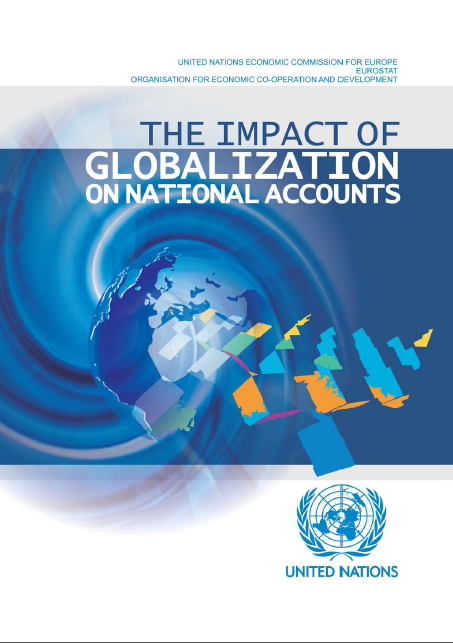 UNITED NATIONS ECONOMIC COMMISSION FOR EUROPE
EUROSTAT
ORGANISATION FOR ECONOMIC CO-OPERATION AND DEVELOPMENT
THE IMPACT OF
GLOBALIZATION
ON NATIONAL ACCOUNTS
UNITED NATIONS